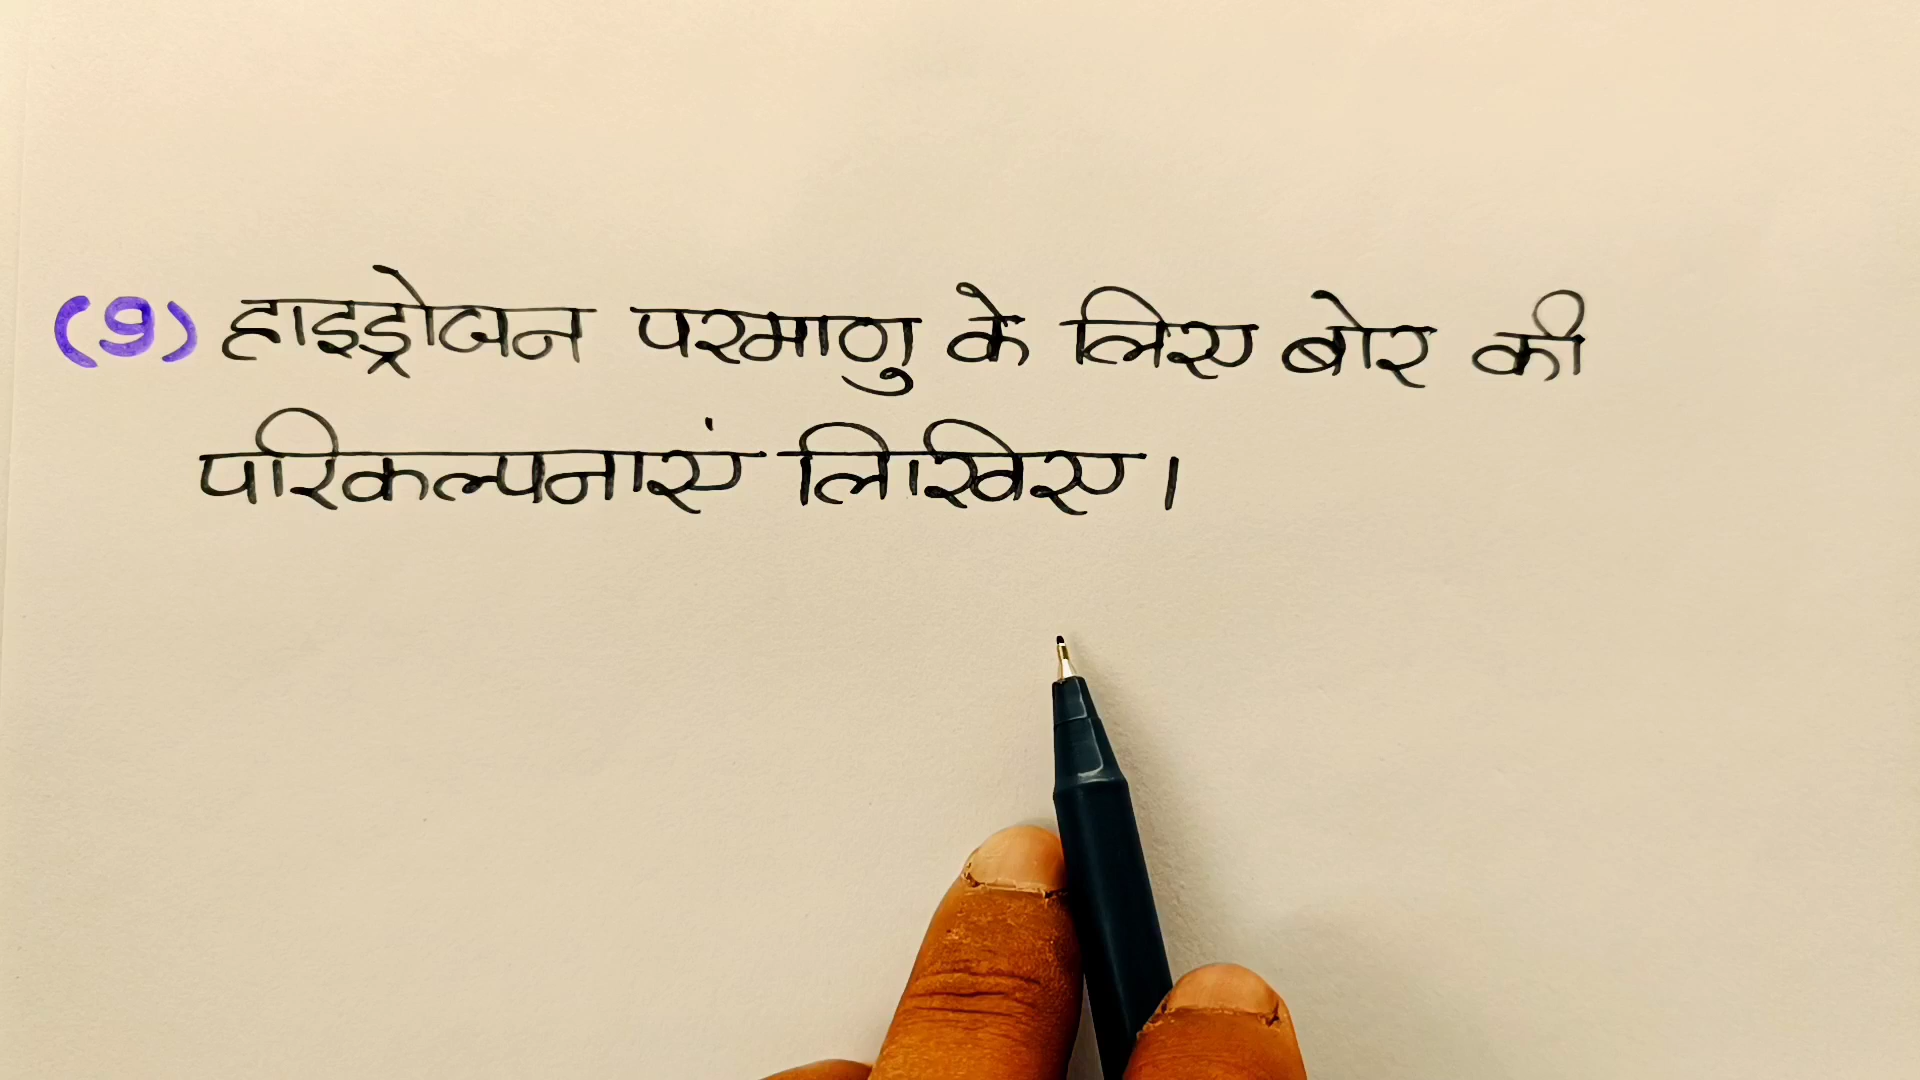 (9) हाइड्रोजन परमाणु के लिए बोर की
परिकल्पनाएं लिखिए।